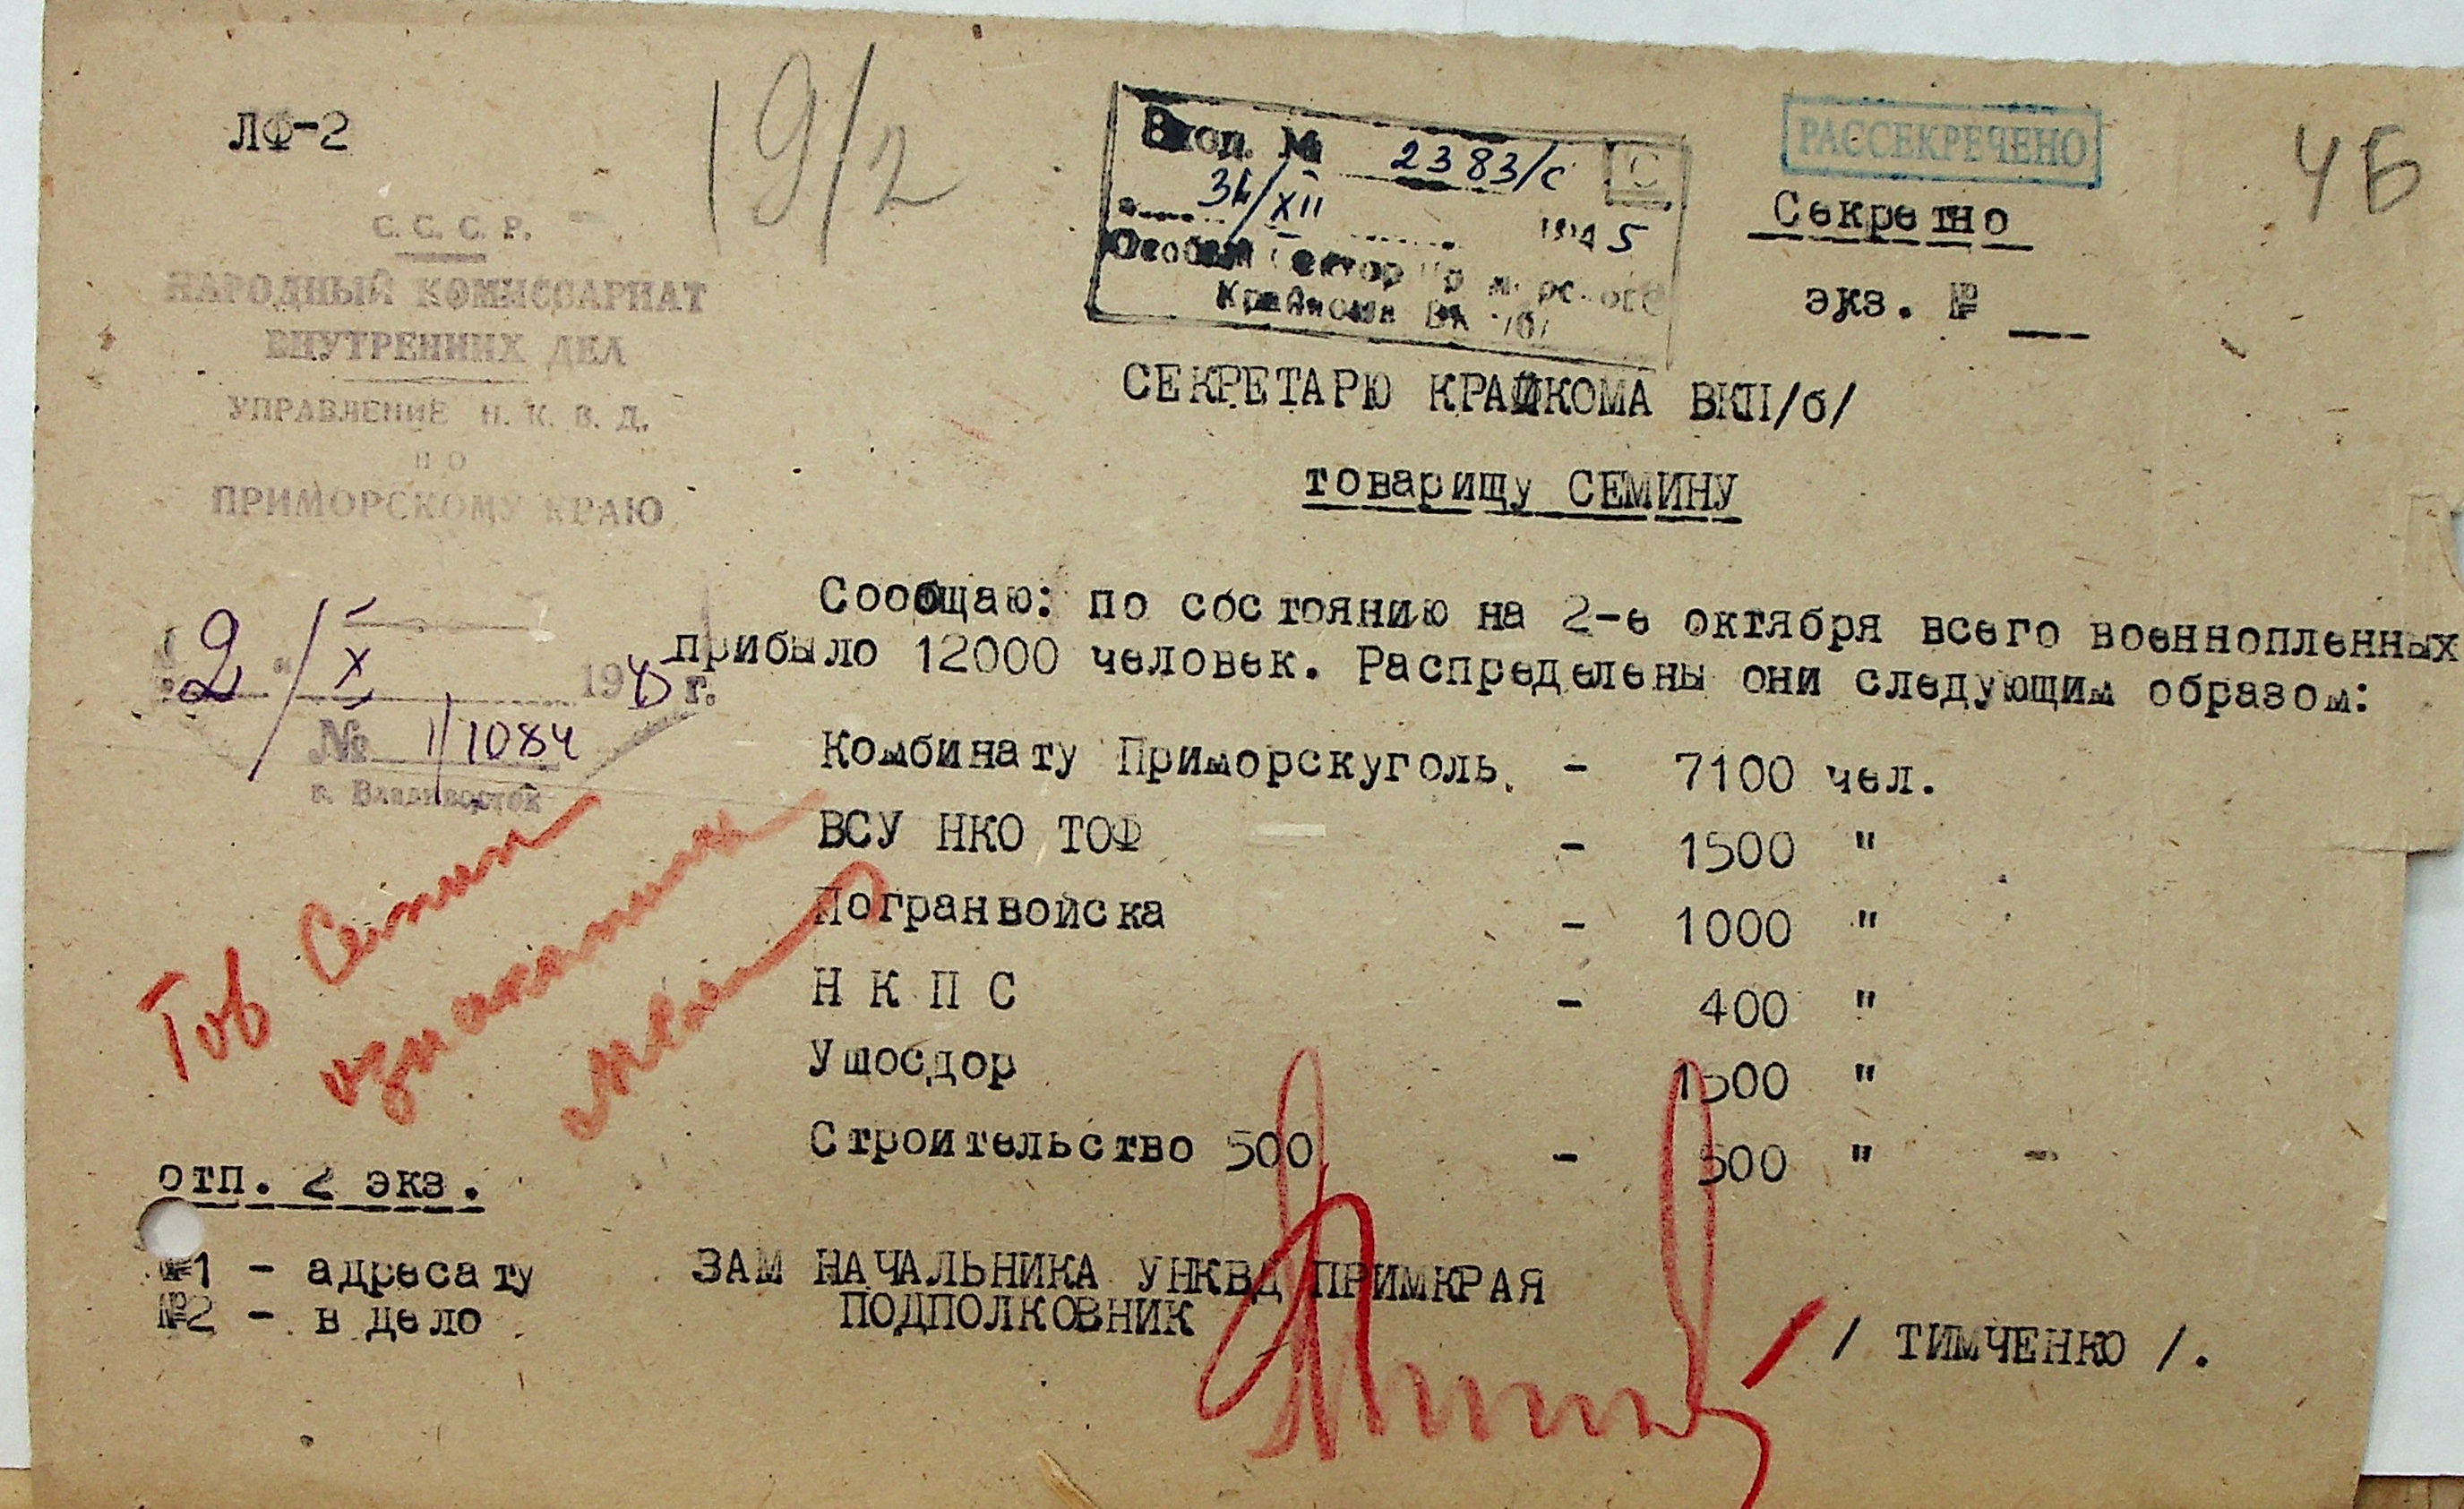 ЛФ-2
19/2
Вход. № 2383/с
С
31/XII 1945
Особый сектор Приморского
Крайкома ВКП/б/
РАССЕКРЕЧЕНО
4Б
Секретно
экз. №
С. С. С. Р.
НАРОДНЫЙ КОМИССАРИАТ
ВНУТРЕННИХ ДЕЛ
УПРАВЛЕНИЕ Н. К. В. Д.
ПО
ПРИМОРСКОМУ КРАЮ
2 " X 1945 г.
№ 1/1084
г. Владивосток
СЕКРЕТАРЮ КРАЙКОМА ВКП/б/
товарищу СЕМИНУ
Сообщаю: по состоянию на 2-е октября всего военнопленных
прибыло 12000 человек. Распределены они следующим образом:
Комбинату Приморскуголь. - 7100 чел.
ВСУ НКО ТОФ - 1500 "
Погранвойска - 1000 "
Н К П С - 400 "
Ушосдор 1500 "
Строительство 500 - 500 "
Тов Семин
отп. 2 экз.
№1 - адресату
№2 - в дело
ЗАМ НАЧАЛЬНИКА УНКВД ПРИМКРАЯ
ПОДПОЛКОВНИК
/ ТИМЧЕНКО /.